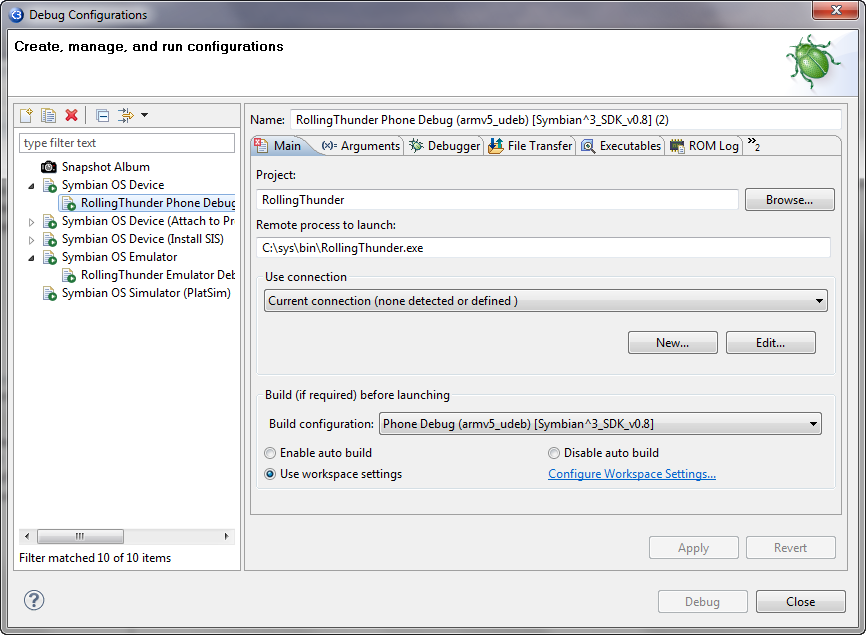 Debug Configurations
Create, manage, and run configurations
type filter text
Snapshot Album
Symbian OS Device
RollingThunder Phone Debug
Symbian OS Device (Attach to Pr
Symbian OS Device (Install SIS)
Symbian OS Emulator
RollingThunder Emulator Deb
Symbian OS Simulator (PlatSim)
Filter matched 10 of 10 items
Name: RollingThunder Phone Debug (armv5_udeb) [Symbian^3_SDK_v0.8] (2)
Main (x)= Arguments Debugger File Transfer Executables ROM Log »2
Project:
RollingThunder Browse...
Remote process to launch:
C:\sys\bin\RollingThunder.exe
Use connection
Current connection (none detected or defined )
New... Edit...
Build (if required) before launching
Build configuration: Phone Debug (armv5_udeb) [Symbian^3_SDK_v0.8]
Enable auto build Disable auto build
Use workspace settings Configure Workspace Settings...
Apply Revert
? Debug Close